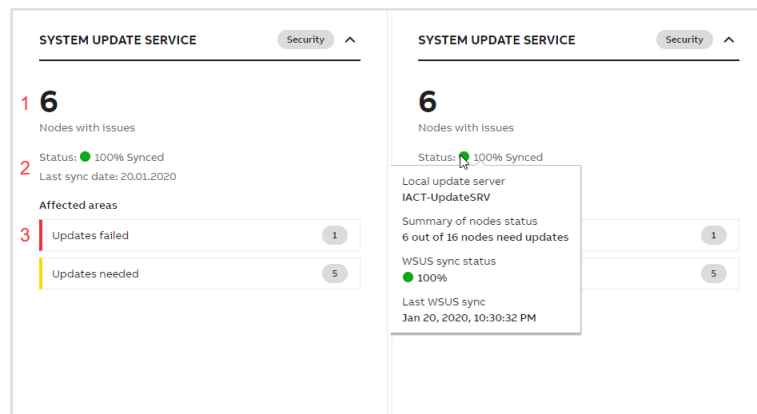 SYSTEM UPDATE SERVICE
Security
1
6
Nodes with issues
2
Status: 100% Synced
Last sync date: 20.01.2020
Affected areas
3
Updates failed
1
Updates needed
5
SYSTEM UPDATE SERVICE
Security
6
Nodes with issues
Status: 100% Synced
Local update server
IACT-UpdateSRV
Summary of nodes status
6 out of 16 nodes need updates
WSUS sync status
100%
Last WSUS sync
Jan 20, 2020, 10:30:32 PM
1
5